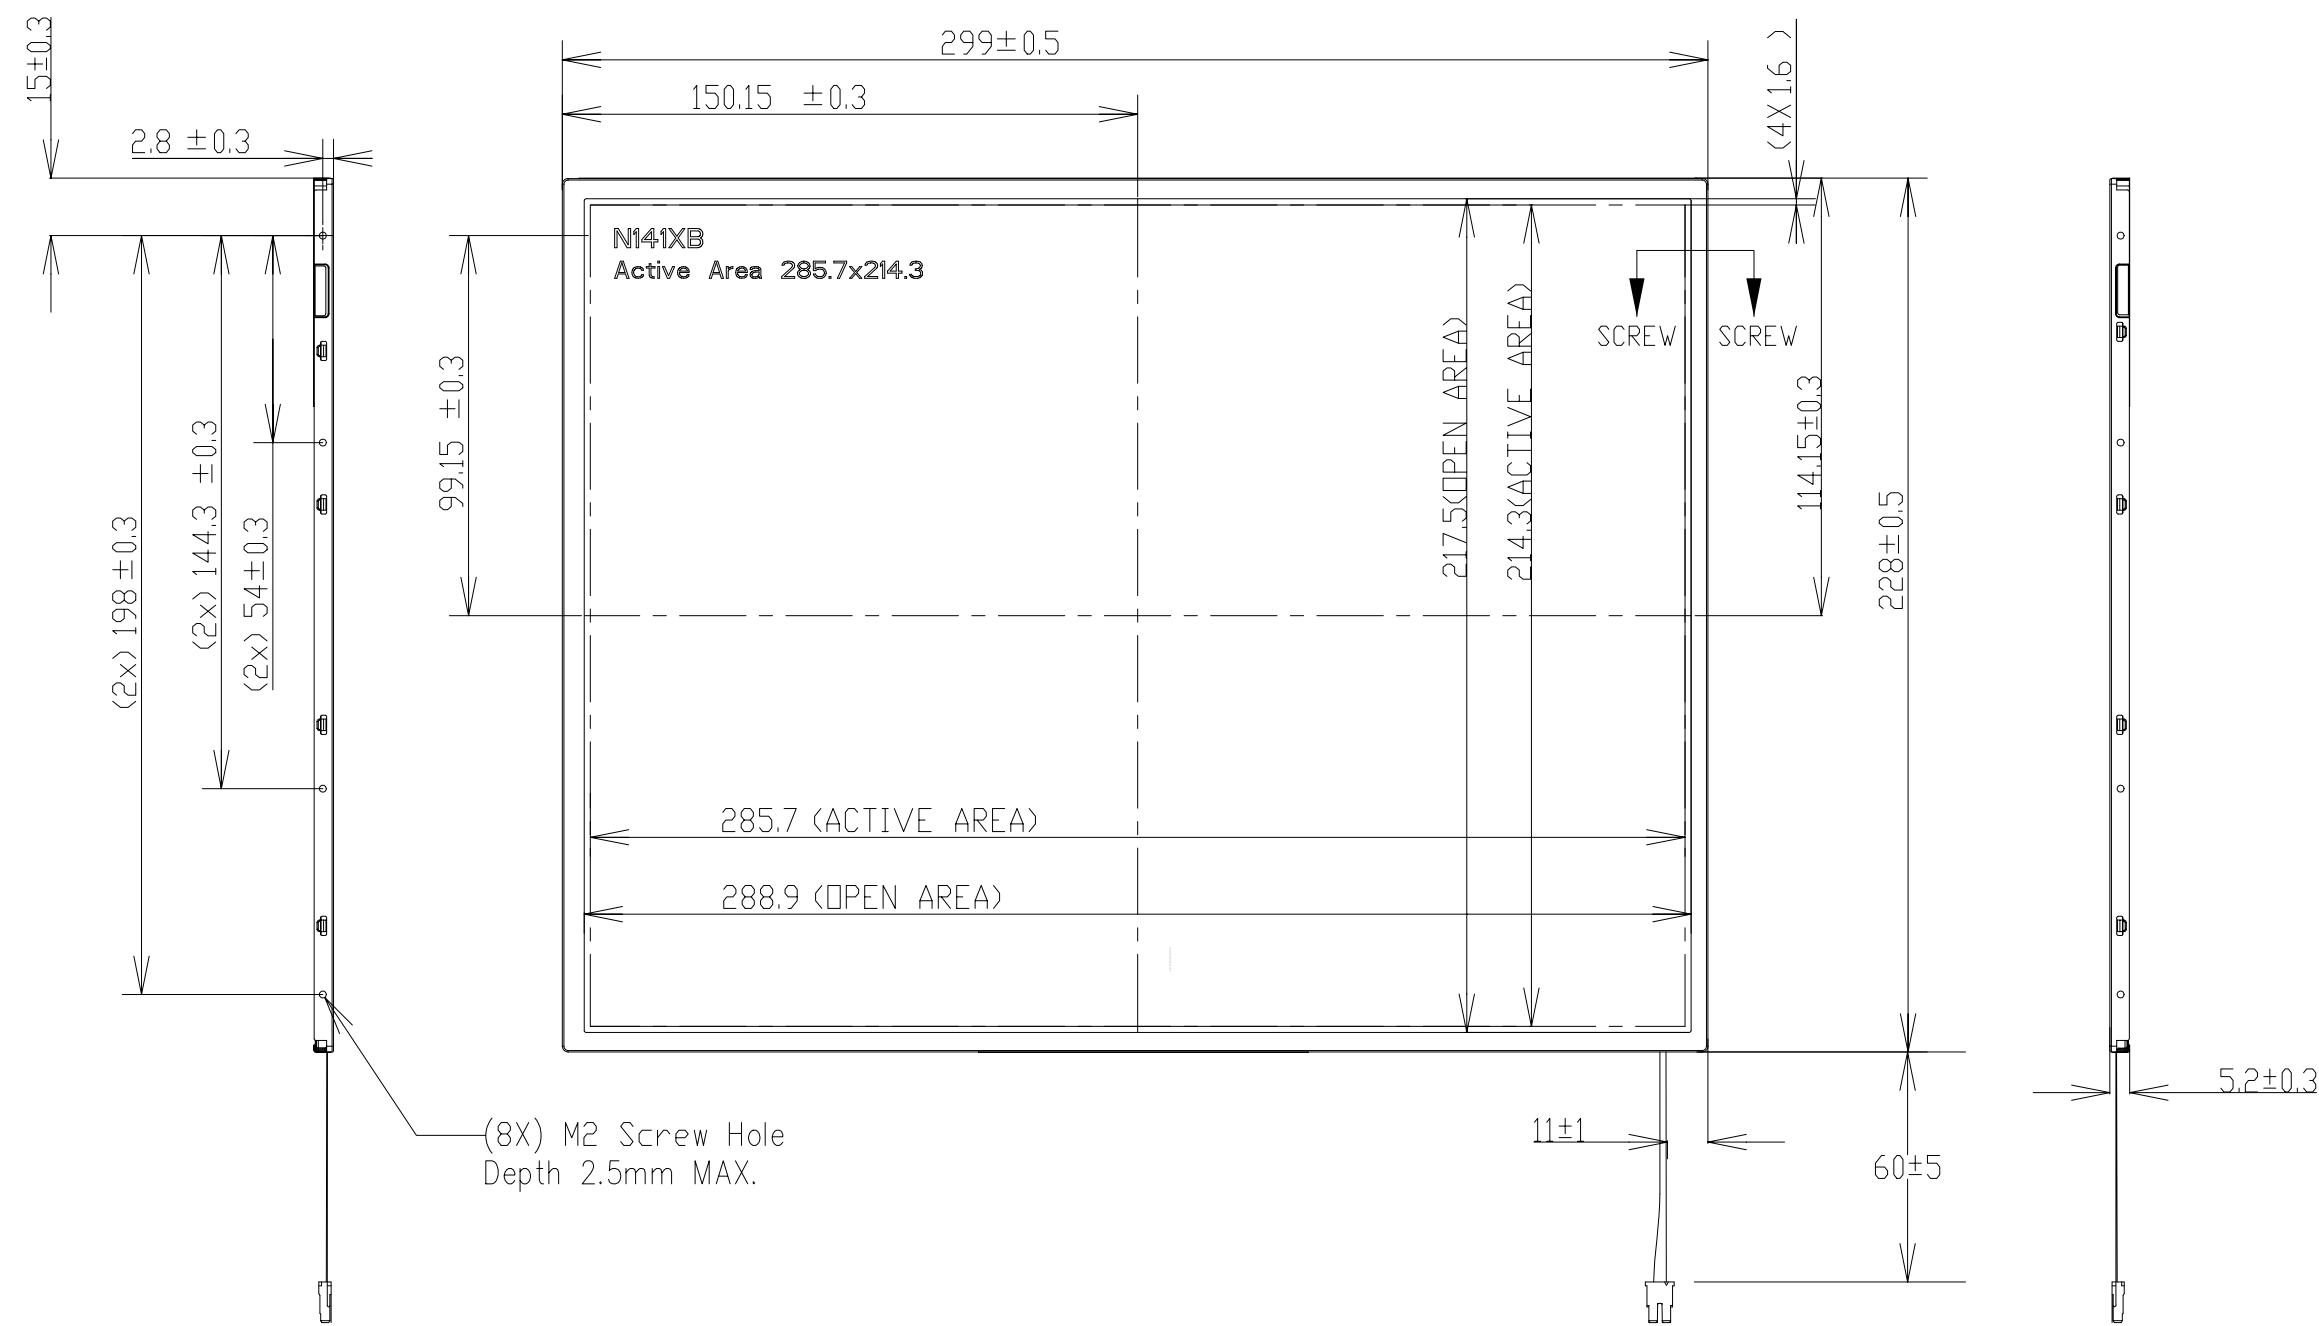 299±0.5
150.15 ±0.3
15±0.3
2.8 ±0.3
(4X1.6 )
N141XB
Active Area 285.7x214.3
SCREW
SCREW
217.5(OPEN AREA)
214.3(ACTIVE AREA)
99.15 ±0.3
114.15±0.3
228±0.5
(2x) 198±0.3
(2x) 144.3 ±0.3
(2x) 54±0.3
285.7 (ACTIVE AREA)
288.9 (OPEN AREA)
5.2±0.3
11±1
60±5
(8X) M2 Screw Hole
Depth 2.5mm MAX.